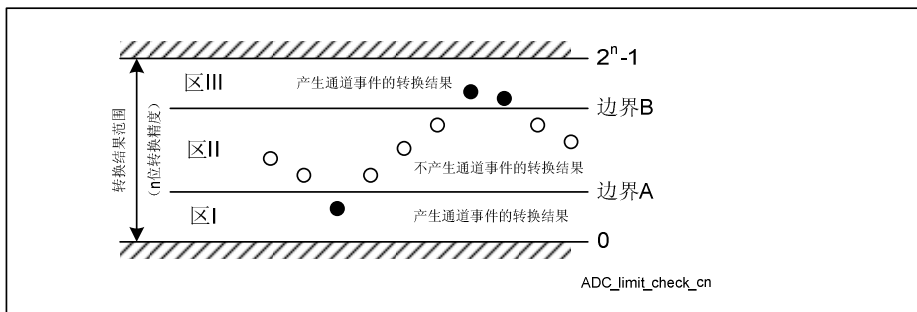 2ⁿ-1
区III
产生通道事件的转换结果
边界B
转换结果范围
（n位转换精度）
区II
不产生通道事件的转换结果
边界A
区I
产生通道事件的转换结果
0
ADC_limit_check_cn